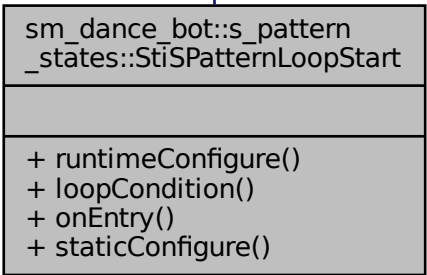 sm_dance_bot::s_pattern
_states::StiSPatternLoopStart
+ runtimeConfigure()
+ loopCondition()
+ onEntry()
+ staticConfigure()